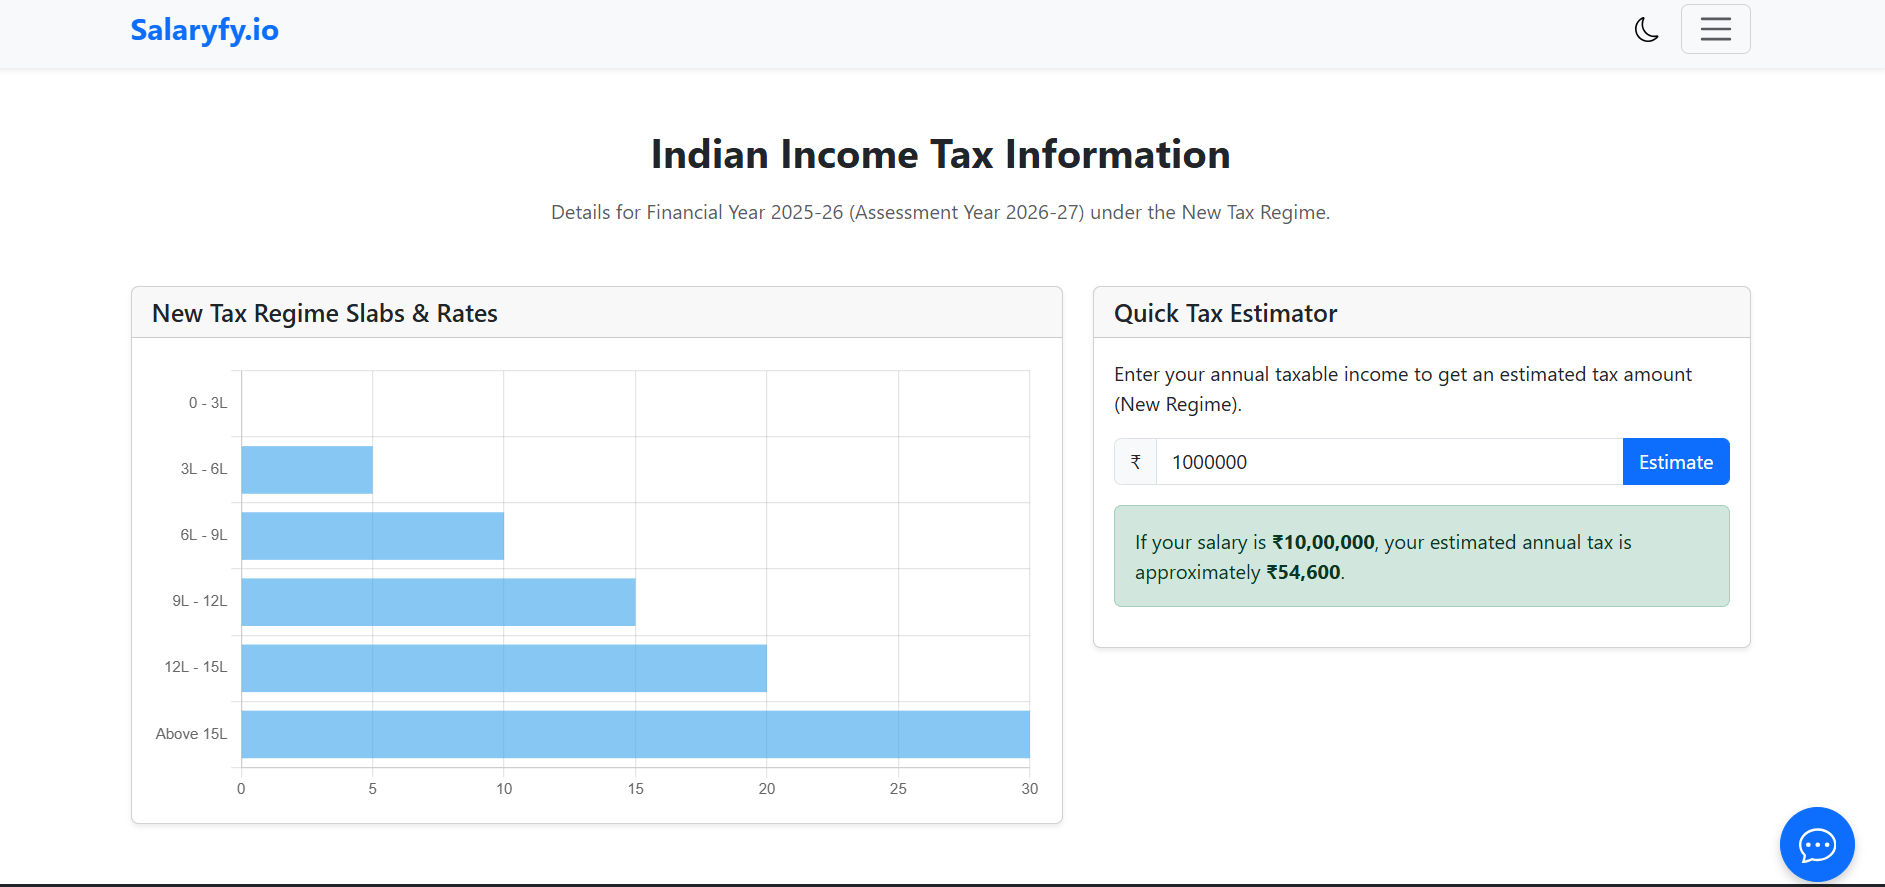 Salaryfy.io
Indian Income Tax Information
Details for Financial Year 2025-26 (Assessment Year 2026-27) under the New Tax Regime.
New Tax Regime Slabs & Rates
0 - 3L
3L - 6L
6L - 9L
9L - 12L
12L - 15L
Above 15L
0 5 10 15 20 25 30
Quick Tax Estimator
Enter your annual taxable income to get an estimated tax amount
(New Regime).
₹ 1000000 Estimate
If your salary is ₹10,00,000, your estimated annual tax is
approximately ₹54,600.